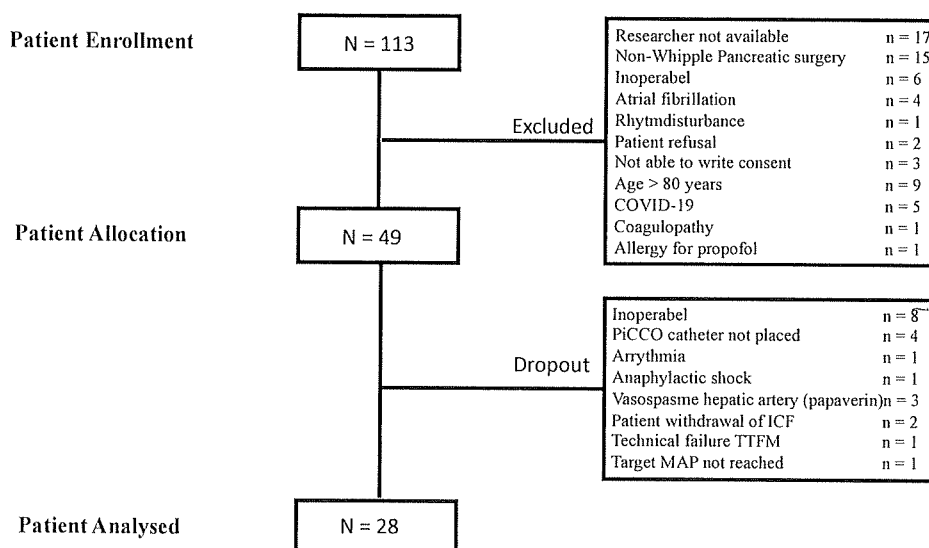 Patient Enrollment
N = 113
Excluded
Researcher not available n = 17
Non-Whipple Pancreatic surgery n = 15
Inoperabel n = 6
Atrial fibrillation n = 4
Rhytmdisturbance n = 1
Patient refusal n = 2
Not able to write consent n = 3
Age > 80 years n = 9
COVID-19 n = 5
Coagulopathy n = 1
Allergy for propofol n = 1
Patient Allocation
N = 49
Dropout
Inoperabel n = 8
PiCCO catheter not placed n = 4
Arrythmia n = 1
Anaphylactic shock n = 1
Vasospasme hepatic artery (papaverin) n = 3
Patient withdrawal of ICF n = 2
Technical failure TTFM n = 1
Target MAP not reached n = 1
Patient Analysed
N = 28